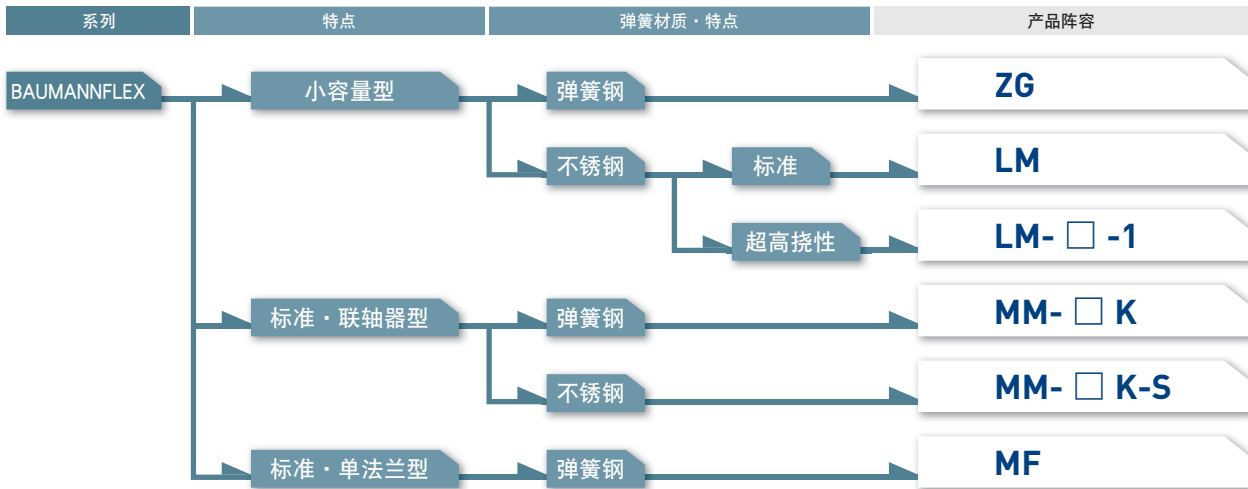 系列 特点 弹簧材质·特点 产品阵容
BAUMANNFLEX 小容量型 弹簧钢 ZG
不锈钢 标准 LM
超高挠性 LM- □ -1
标准·联轴器型 弹簧钢 MM- □ K
不锈钢 MM- □ K-S
标准·单法兰型 弹簧钢 MF